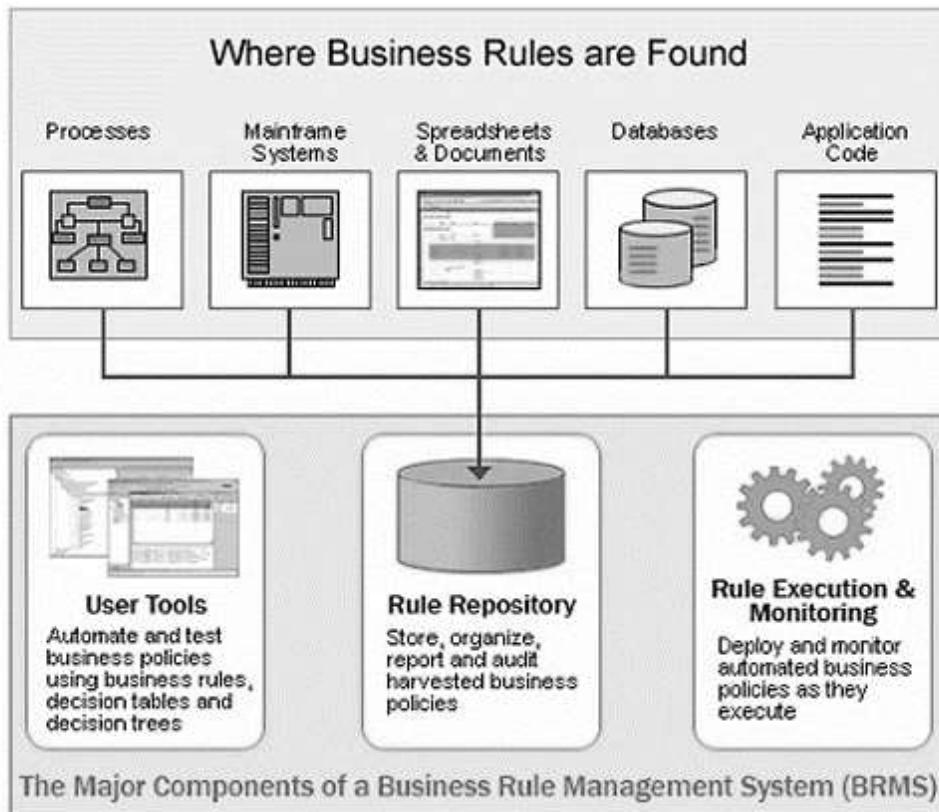 Where Business Rules are Found
Processes
Mainframe
Systems
Spreadsheets
& Documents
Databases
Application
Code
User Tools
Automate and test
business policies
using business rules,
decision tables and
decision trees
Rule Repository
Store, organize,
report and audit
harvested business
policies
Rule Execution &
Monitoring
Deploy and monitor
automated business
policies as they
execute
The Major Components of a Business Rule Management System (BRMS)